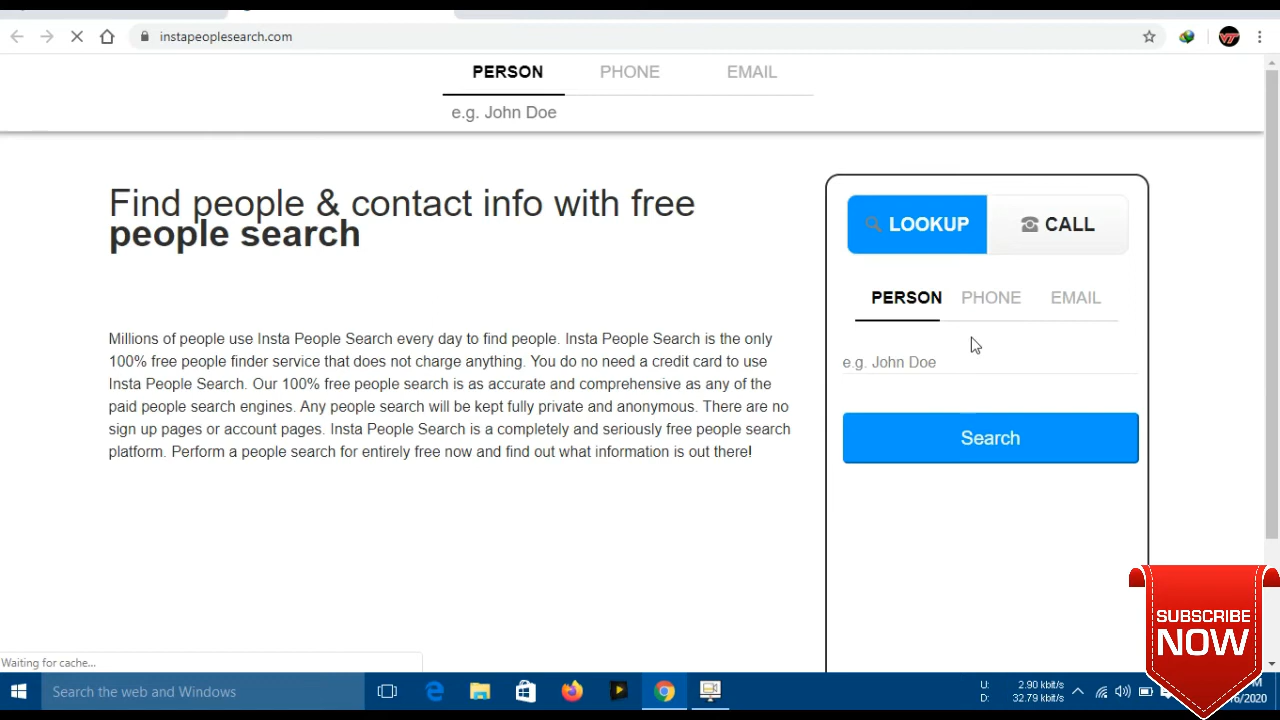 instapeoplesearch.com
PERSON PHONE EMAIL
e.g. John Doe
Find people & contact info with free
people search
Millions of people use Insta People Search every day to find people. Insta People Search is the only
100% free people finder service that does not charge anything. You do no need a credit card to use
Insta People Search. Our 100% free people search is as accurate and comprehensive as any of the
paid people search engines. Any people search will be kept fully private and anonymous. There are no
sign up pages or account pages. Insta People Search is a completely and seriously free people search
platform. Perform a people search for entirely free now and find out what information is out there!
LOOKUP CALL
PERSON PHONE EMAIL
e.g. John Doe
Search
SUBSCRIBE
NOW
Waiting for cache...
Search the web and Windows
U: 2.90 kbit/s
D: 32.79 kbit/s